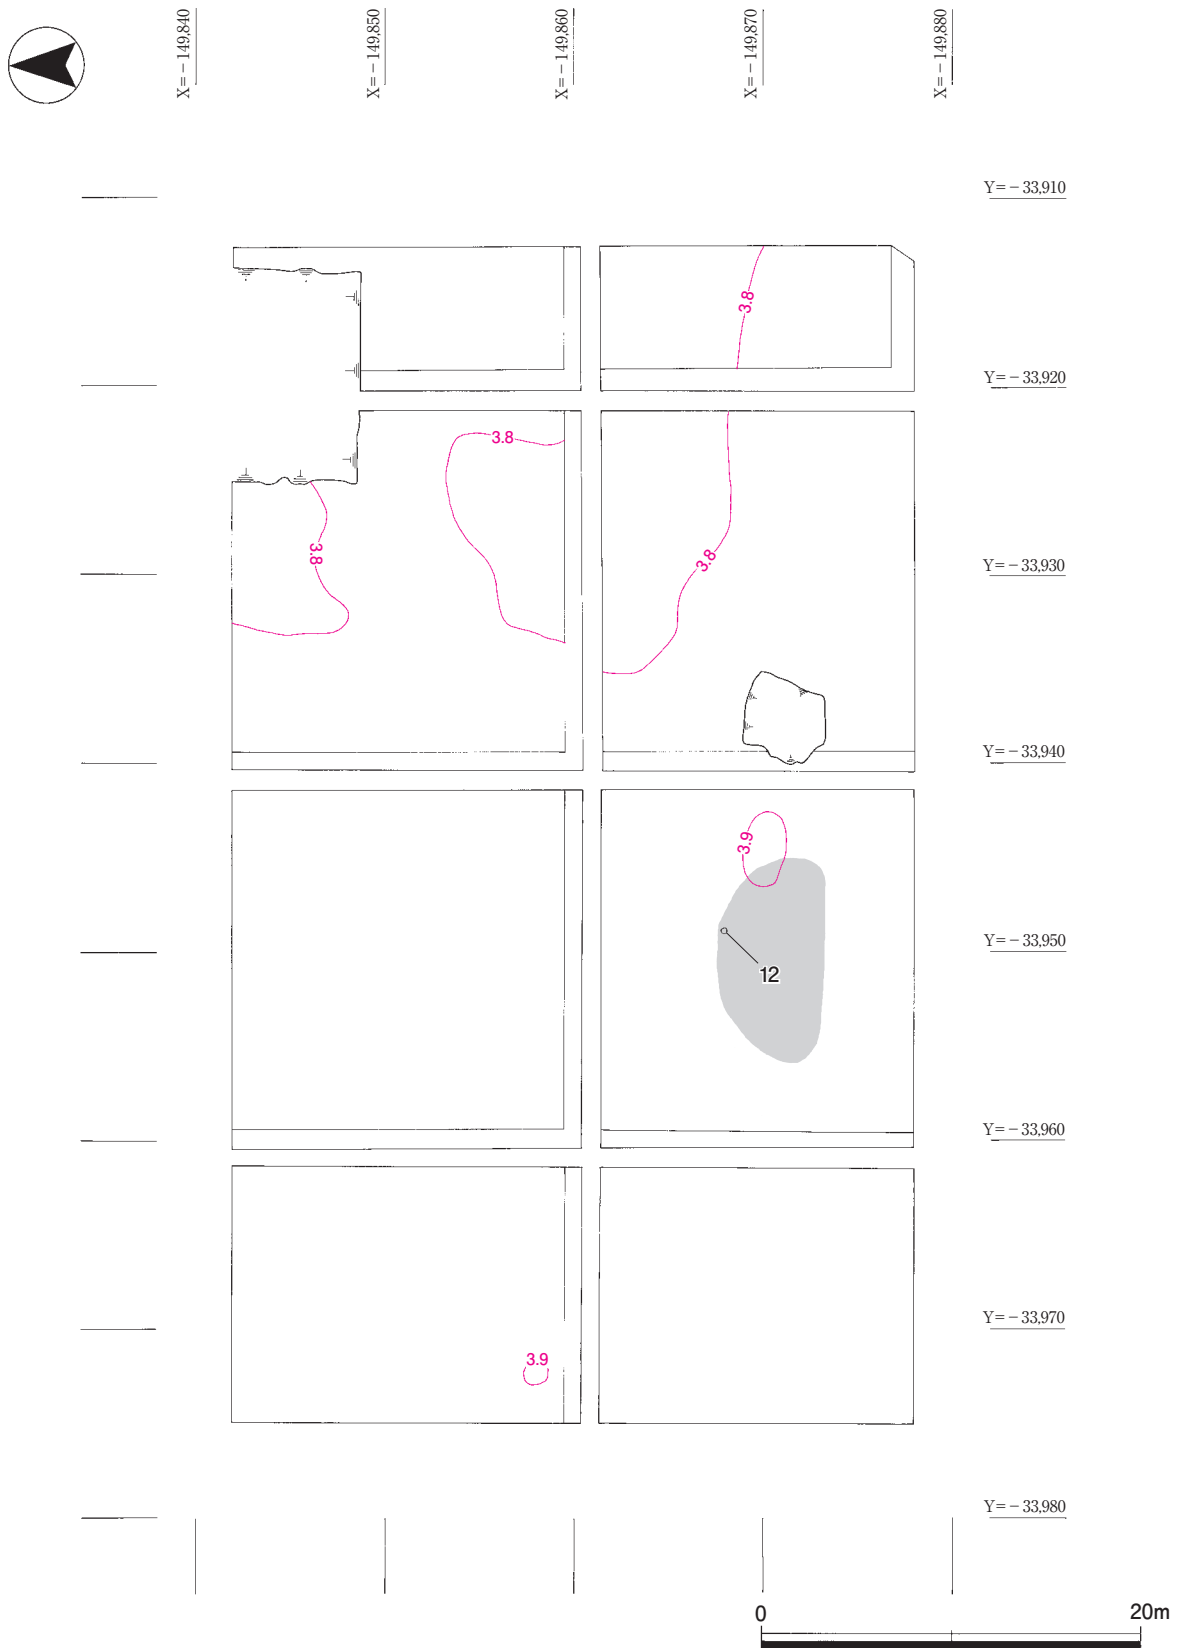 X=－149,840
X=－149,850
X=－149,860
X=－149,870
X=－149,880
Y=－33,910
3.8
Y=－33,920
3.8
3.8
3.8
Y=－33,930
Y=－33,940
3.9
Y=－33,950
12
Y=－33,960
Y=－33,970
3.9
Y=－33,980
0
20m